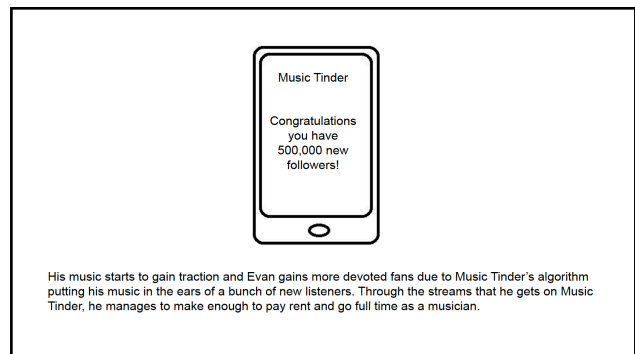 Music Tinder
Congratulations
you have
500,000 new
followers!
His music starts to gain traction and Evan gains more devoted fans due to Music Tinder's algorithm
putting his music in the ears of a bunch of new listeners. Through the streams that he gets on Music
Tinder, he manages to make enough to pay rent and go full time as a musician.